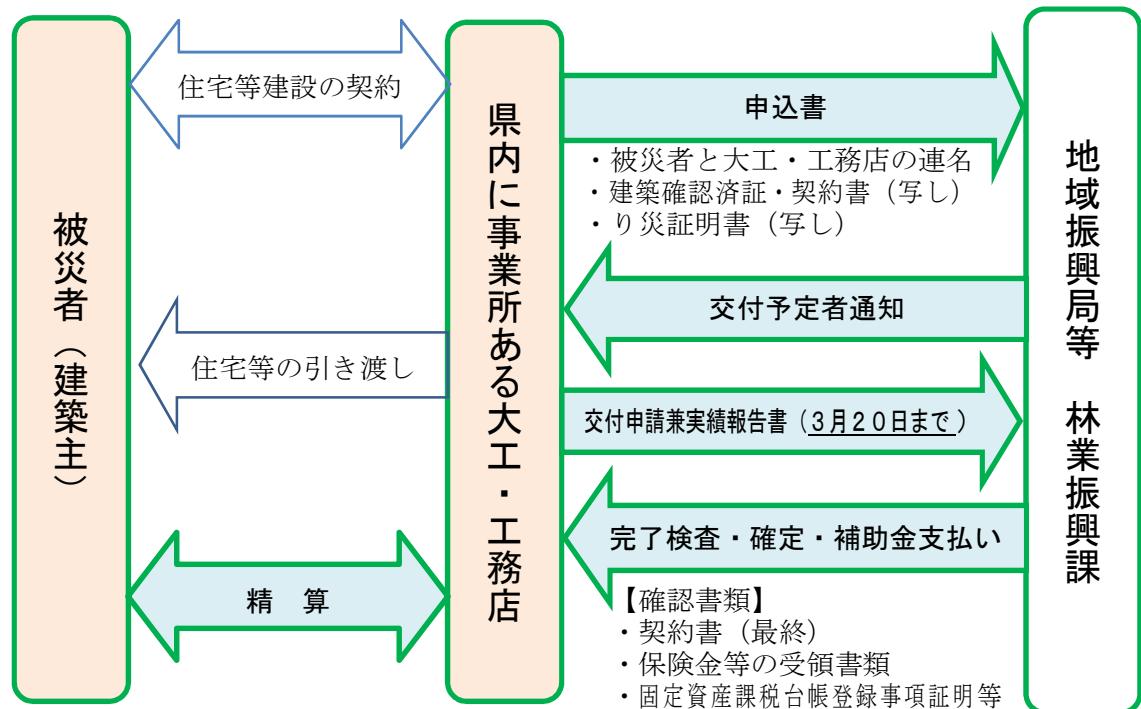 被災者（建築主）
住宅等建設の契約
住宅等の引き渡し
精　算
県内に事業所ある大工・工務店
申込書
・被災者と大工・工務店の連名
・建築確認済証・契約書（写し）
・り災証明書（写し）
交付予定者通知
交付申請兼実績報告書（３月２０日まで）
完了検査・確定・補助金支払い
【確認書類】
・契約書（最終）
・保険金等の受領書類
・固定資産課税台帳登録事項証明等
地域振興局等　林業振興課